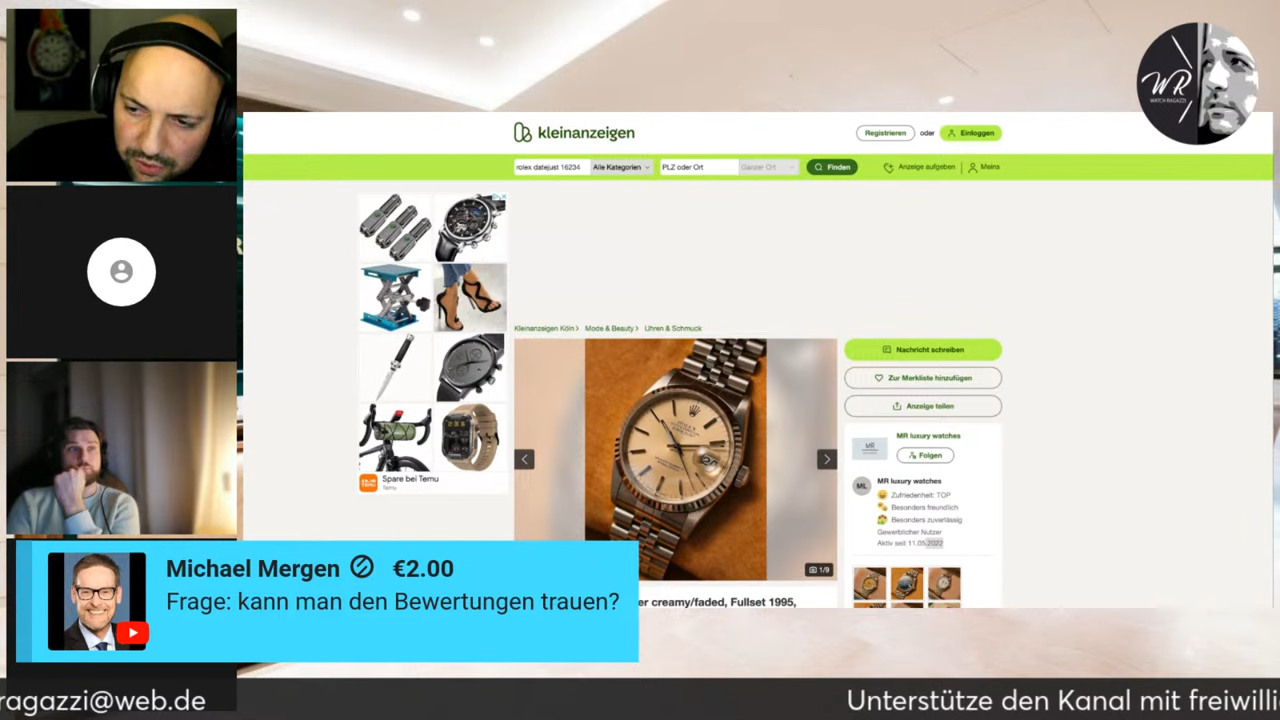 WR
WATCH RAGAZZI
kleinanzeigen
Registrieren oder Einloggen
rolex datejust 16234 Alle Kategorien PLZ oder Ort Ganzer Ort Finden Anzeige aufgeben Meins
Kleinanzeigen Köln Mode & Beauty Uhren & Schmuck
Nachricht schreiben
Zur Merkliste hinzufügen
Anzeige teilen
MR
MR luxury watches
Folgen
ML
MR luxury watches
Zufriedenheit: TOP
Besonders freundlich
Besonders zuverlässig
Gewerblicher Nutzer
Aktiv seit 11.05.2022
Spare bei Temu
Temu
1/9
er creamy/faded, Fullset 1995,
Michael Mergen €2.00
Frage: kann man den Bewertungen trauen?
ragazzi@web.de
Unterstütze den Kanal mit freiwilli